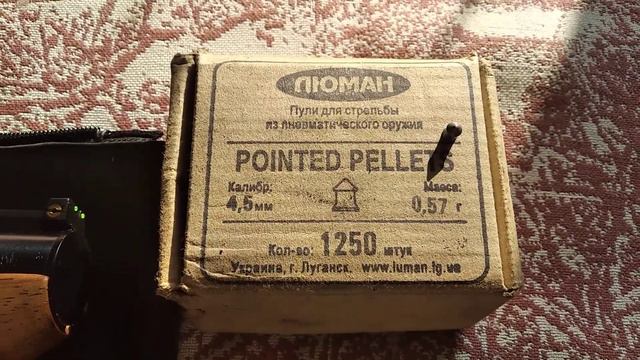 ЛЮМАН
Пули для стрельбы
из пневматического оружия
POINTED PELLETS
Калибр: Масса:
4,5мм 0,57 г
Кол-во: 1250 штук
Украина, г. Луганск, www.luman.lg.ua